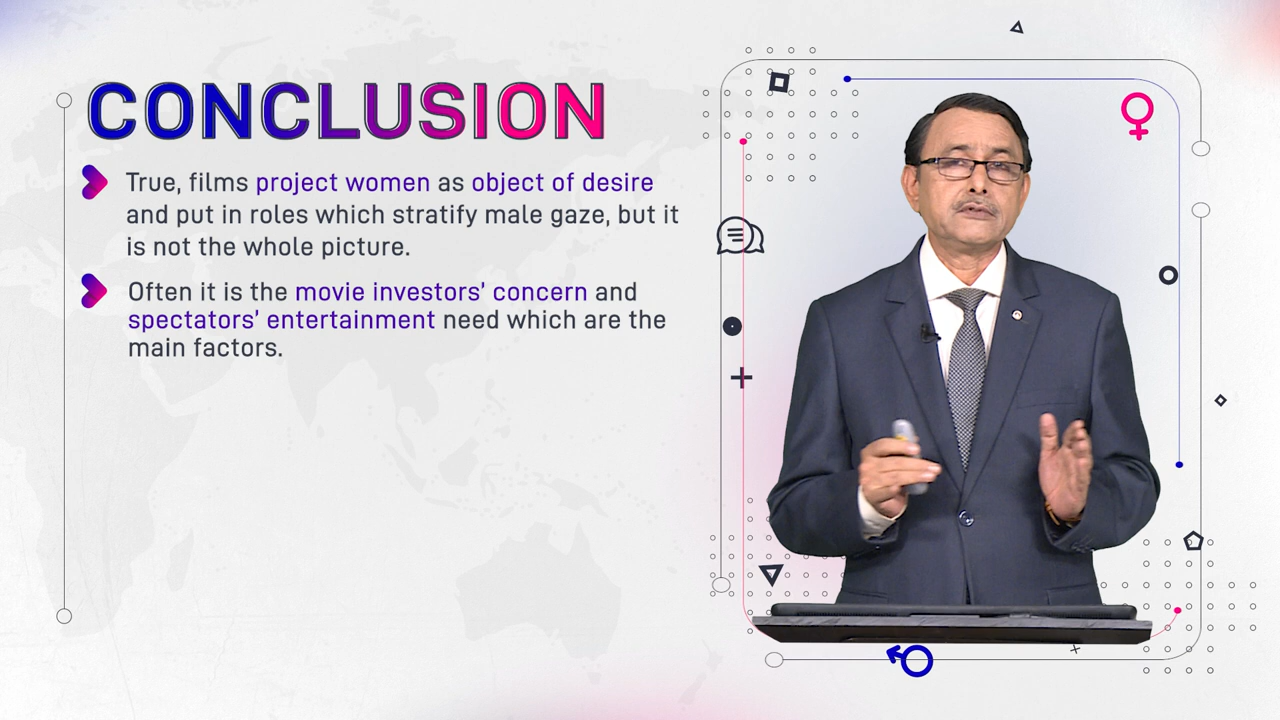 CONCLUSION
True, films project women as object of desire
and put in roles which stratify male gaze, but it
is not the whole picture.
Often it is the movie investors’ concern and
spectators’ entertainment need which are the
main factors.